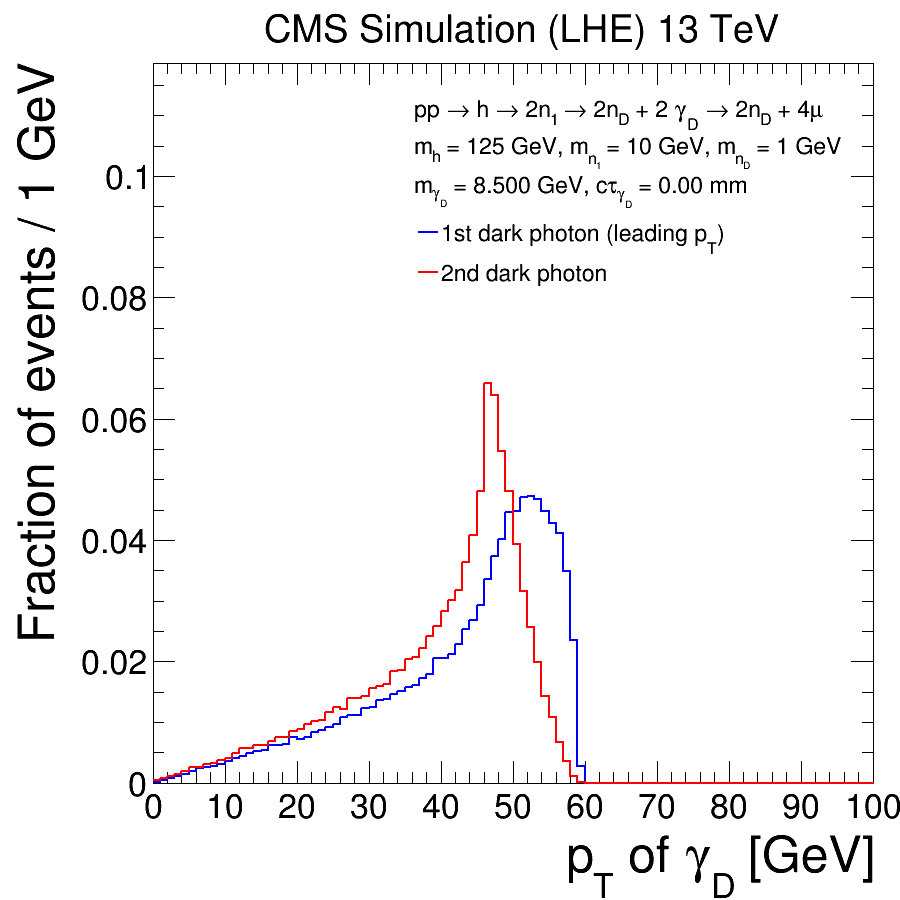 CMS Simulation (LHE) 13 TeV
Fraction of events / 1 GeV
pp → h → 2n₁ → 2n_D + 2 γ_D → 2n_D + 4μ
m_h = 125 GeV, m_n₁ = 10 GeV, m_n_D = 1 GeV
m_γ_D = 8.500 GeV, cτ_γ_D = 0.00 mm
1st dark photon (leading p_T)
2nd dark photon
0.1
0.08
0.06
0.04
0.02
0
0 10 20 30 40 50 60 70 80 90 100
p_T of γ_D [GeV]